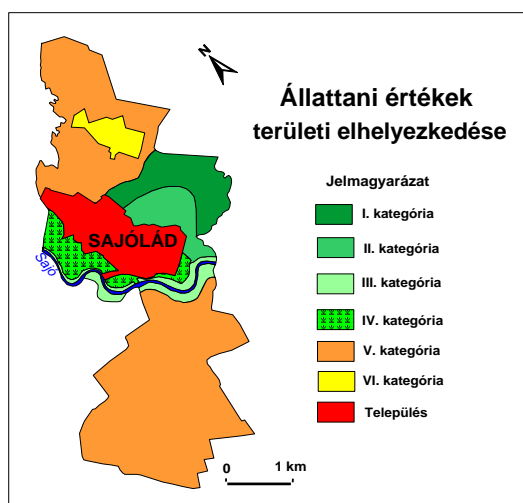 N
Állattani értékek
területi elhelyezkedése
Jelmagyarázat
I. kategória
II. kategória
III. kategória
IV. kategória
V. kategória
VI. kategória
Település
SAJÓLÁD
Sajó
0 1 km